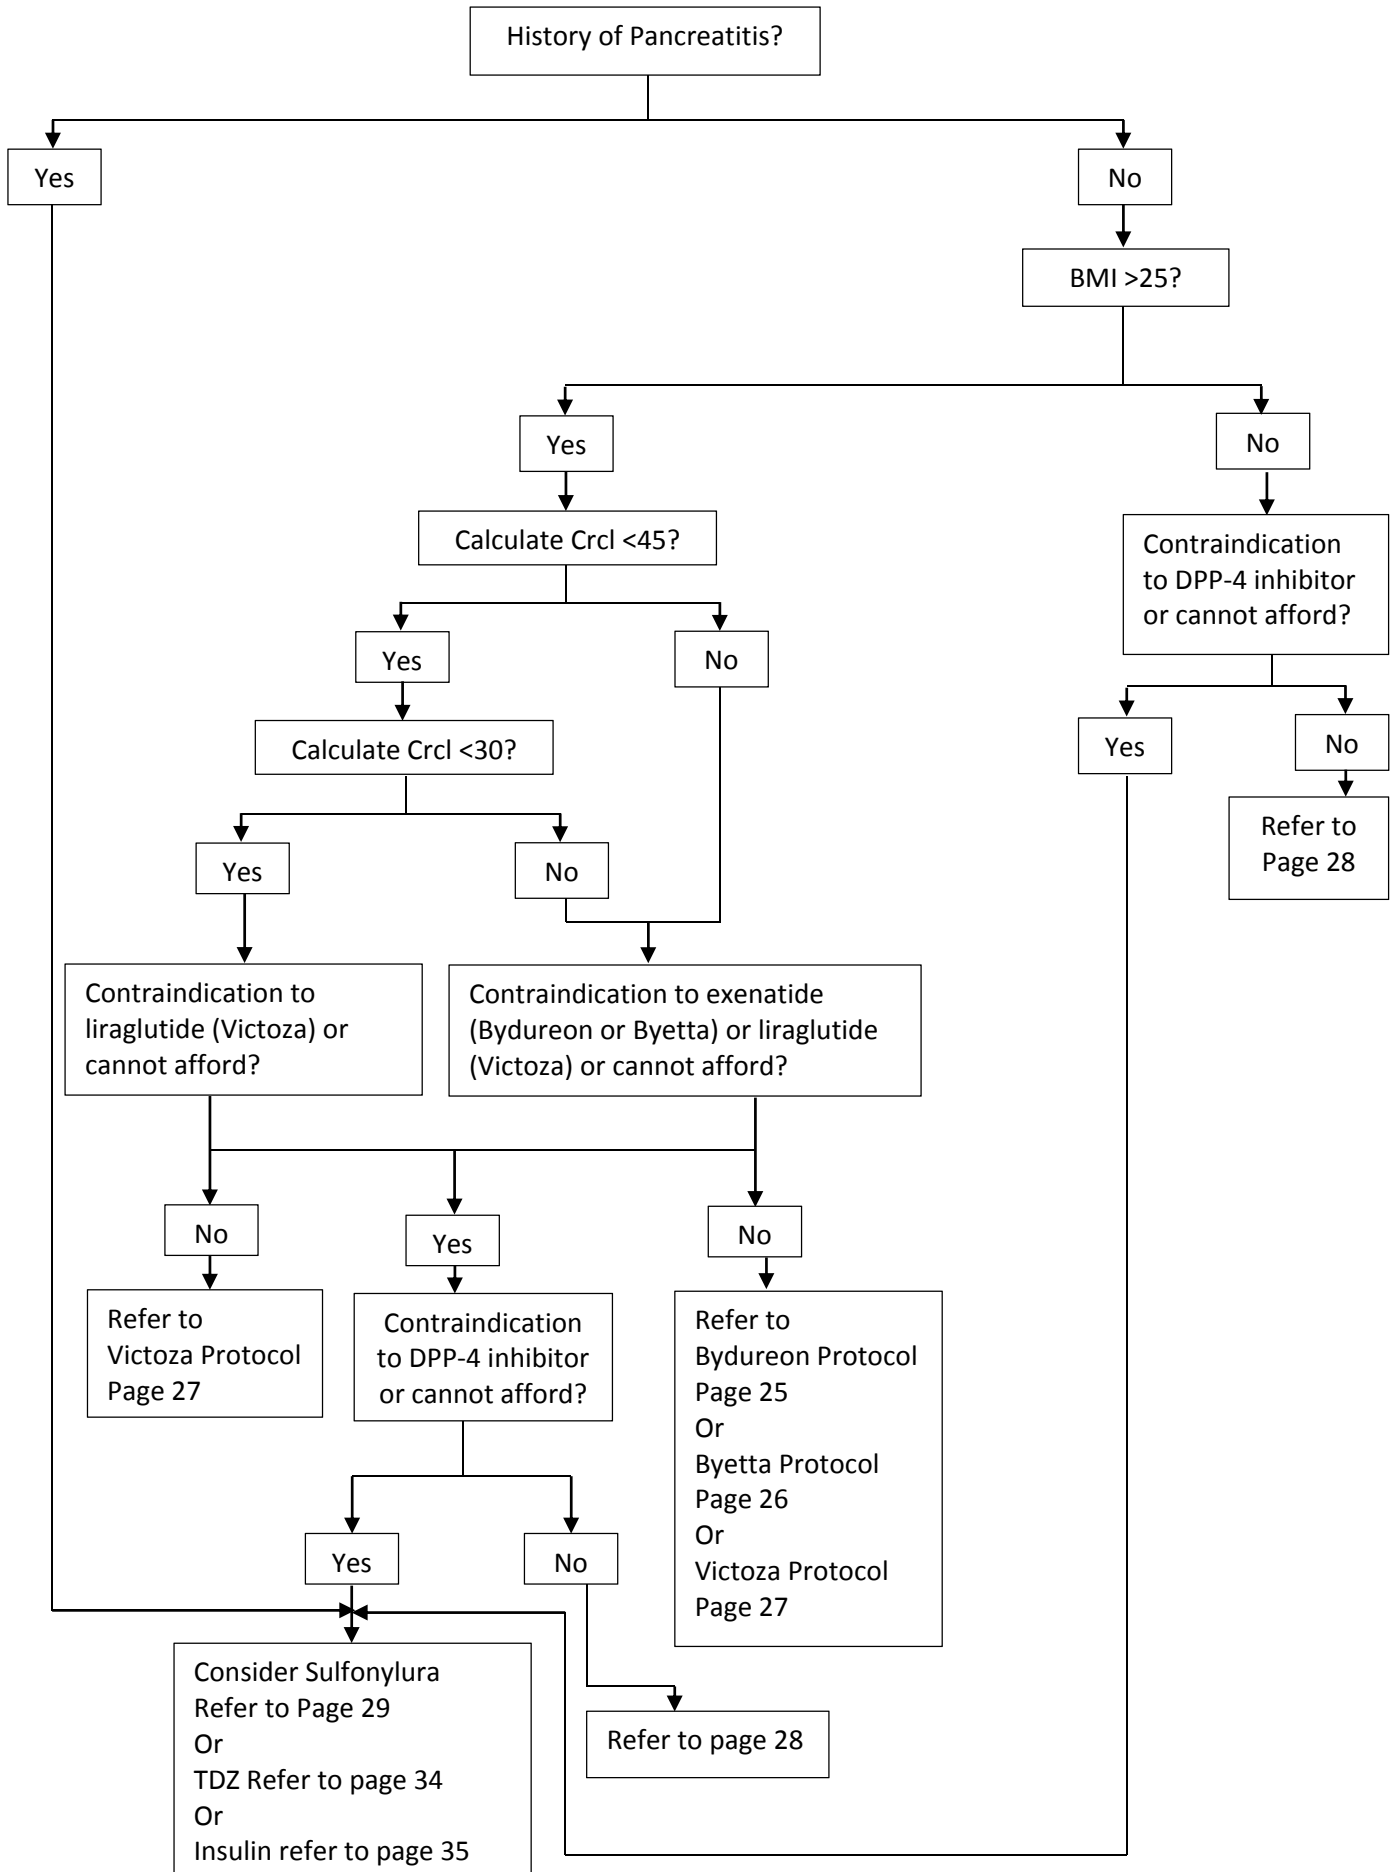 History of Pancreatitis?
Yes
No
BMI >25?
Yes
No
Calculate Crcl <45?
Contraindication
to DPP-4 inhibitor
or cannot afford?
Yes
No
Yes
No
Calculate Crcl <30?
Refer to
Page 28
Yes
No
Contraindication to
liraglutide (Victoza) or
cannot afford?
Contraindication to exenatide
(Bydureon or Byetta) or liraglutide
(Victoza) or cannot afford?
No
Yes
No
Refer to
Victoza Protocol
Page 27
Contraindication
to DPP-4 inhibitor
or cannot afford?
Refer to
Bydureon Protocol
Page 25
Or
Byetta Protocol
Page 26
Or
Victoza Protocol
Page 27
Yes
No
Consider Sulfonylura
Refer to Page 29
Or
TDZ Refer to page 34
Or
Insulin refer to page 35
Refer to page 28